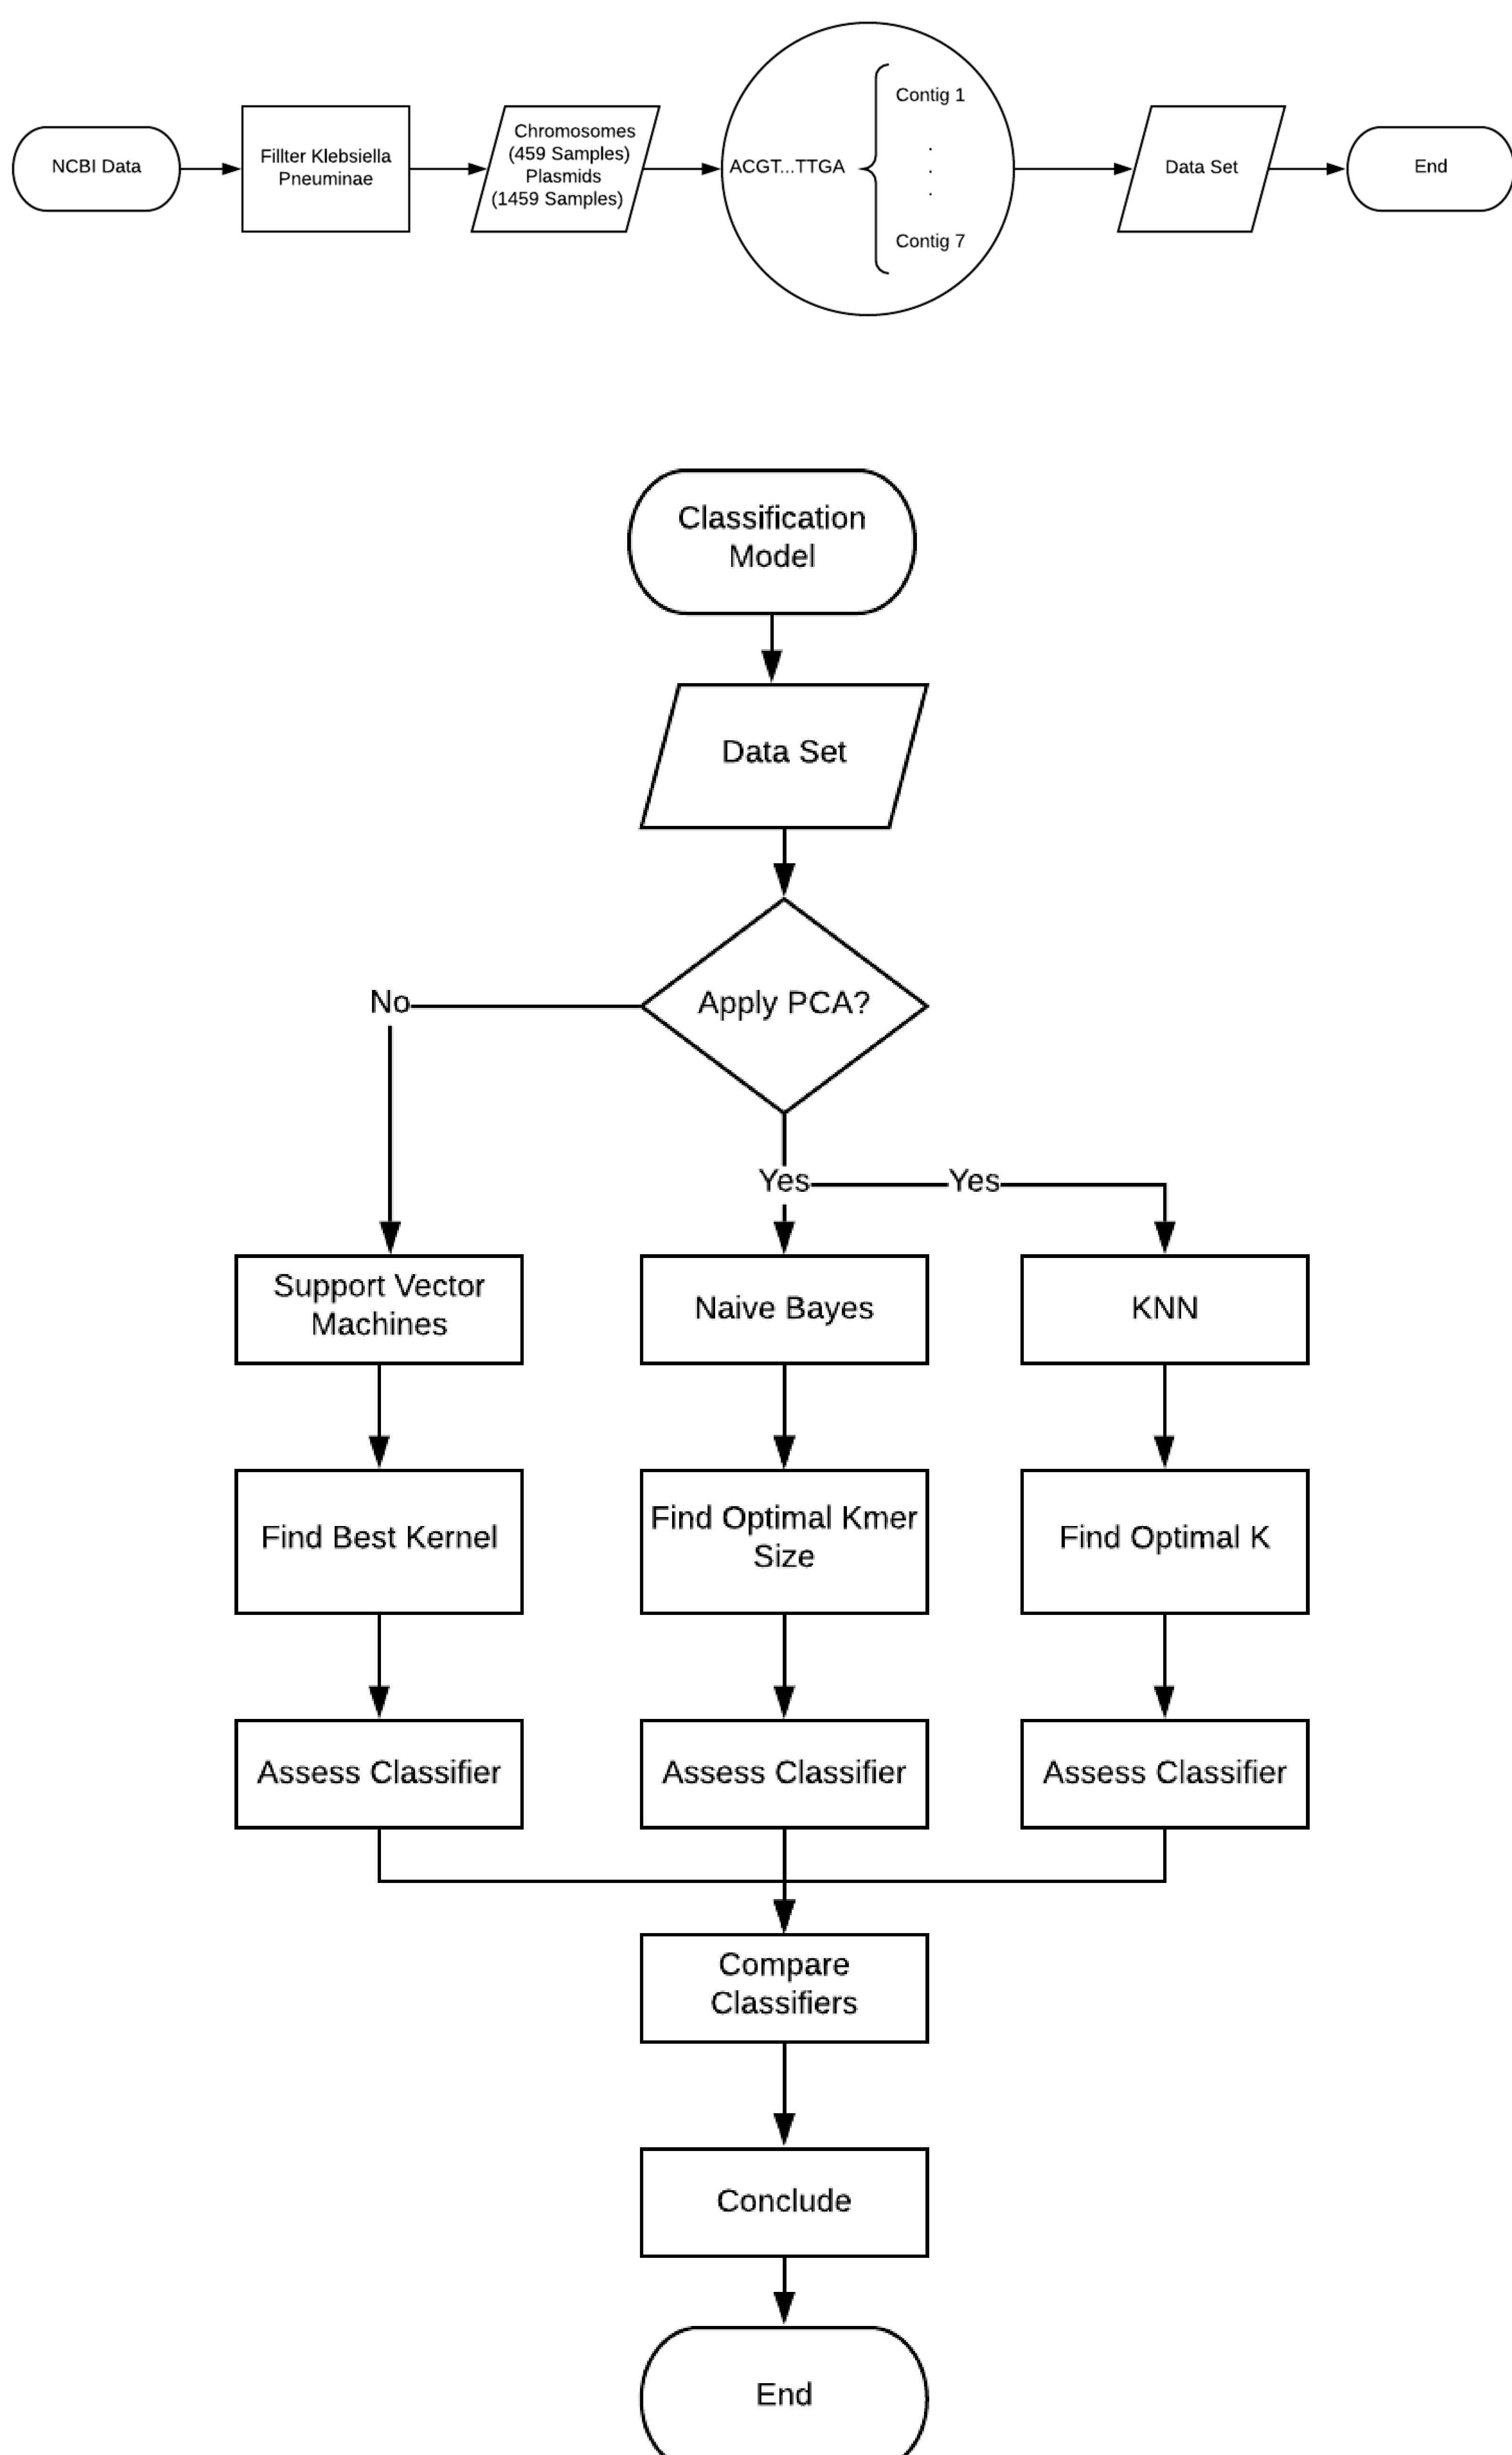 NCBI Data
Fillter Klebsiella
Pneuminae
Chromosomes
(459 Samples)
Plasmids
(1459 Samples)
ACGT...TTGA
Contig 1
.
.
.
Contig 7
Data Set
End
Classification
Model
Data Set
Apply PCA?
No
Yes
Yes
Support Vector
Machines
Naive Bayes
KNN
Find Best Kernel
Find Optimal Kmer
Size
Find Optimal K
Assess Classifier
Assess Classifier
Assess Classifier
Compare
Classifiers
Conclude
End